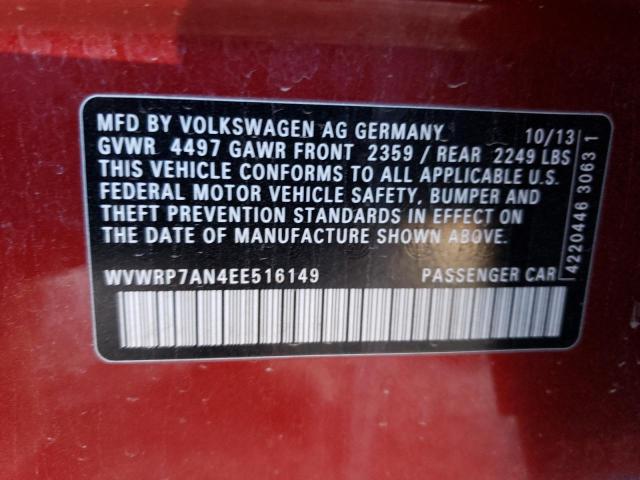 MFD BY VOLKSWAGEN AG GERMANY 10/13
GVWR 4497 GAWR FRONT 2359 / REAR 2249 LBS
THIS VEHICLE CONFORMS TO ALL APPLICABLE U.S.
FEDERAL MOTOR VEHICLE SAFETY, BUMPER AND
THEFT PREVENTION STANDARDS IN EFFECT ON
THE DATE OF MANUFACTURE SHOWN ABOVE.
WVWRP7AN4EE516149 PASSENGER CAR
4220446 3063 1